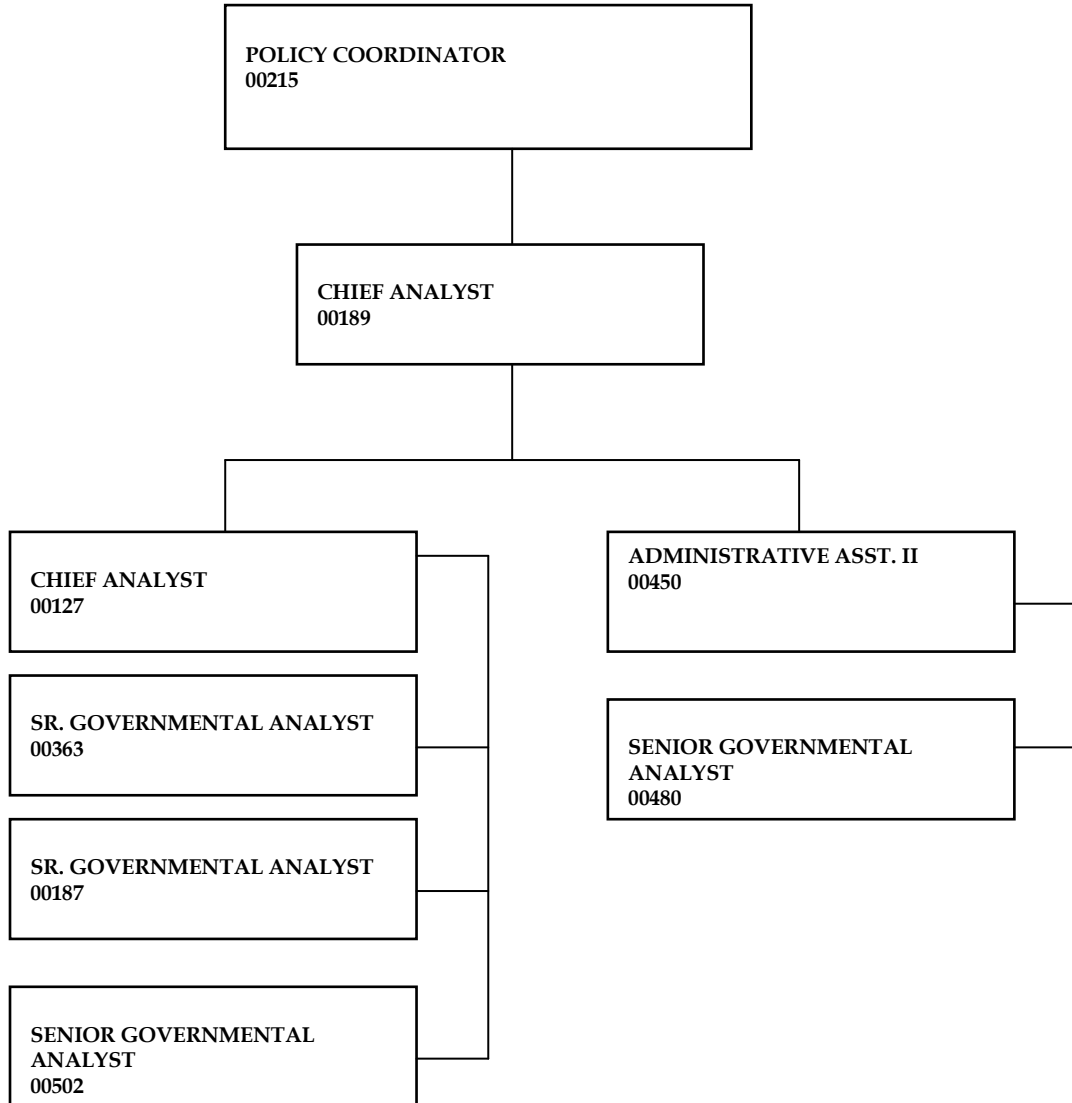 POLICY COORDINATOR
00215
CHIEF ANALYST
00189
CHIEF ANALYST
00127
SR. GOVERNMENTAL ANALYST
00363
SR. GOVERNMENTAL ANALYST
00187
SENIOR GOVERNMENTAL
ANALYST
00502
ADMINISTRATIVE ASST. II
00450
SENIOR GOVERNMENTAL
ANALYST
00480